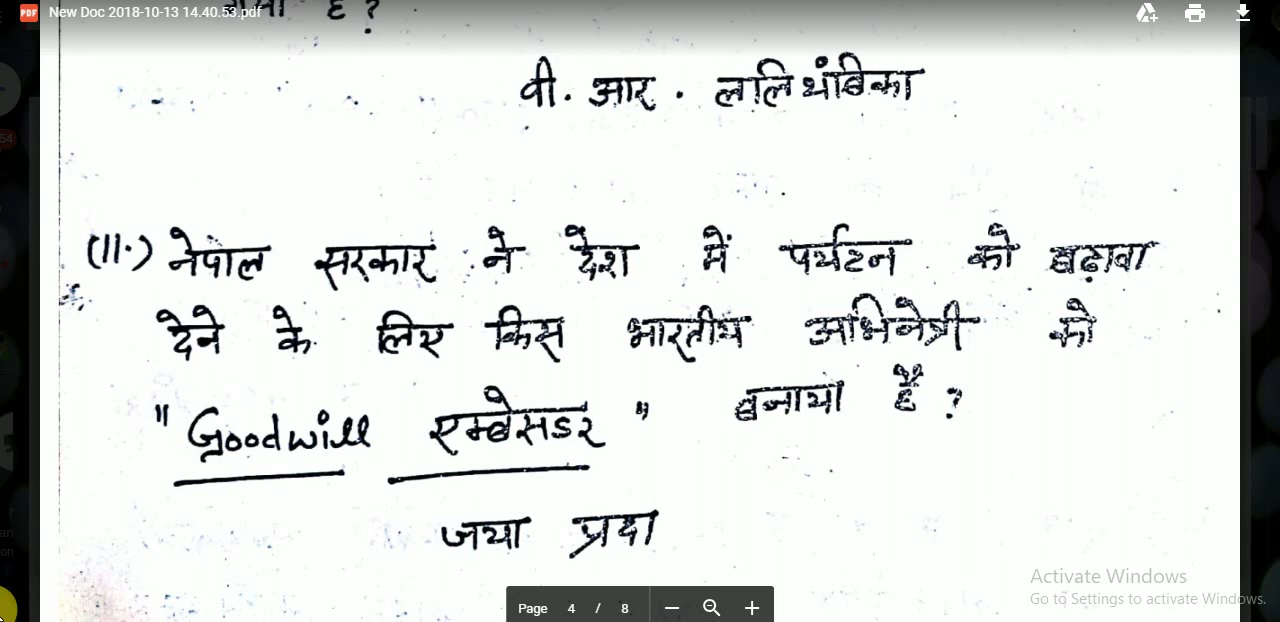 New Doc 2018-10-13 14.40.53.pdf
है ?
वी. आर. ललिथंबिका
(11.) नेपाल सरकार ने देश में पर्यटन को बढ़ावा
देने के लिए किस भारतीय अभिनेत्री को
"Goodwill एम्बेसडर" बनाया है ?
जया प्रदा
Activate Windows
Go to Settings to activate Windows.
Page 4 / 8